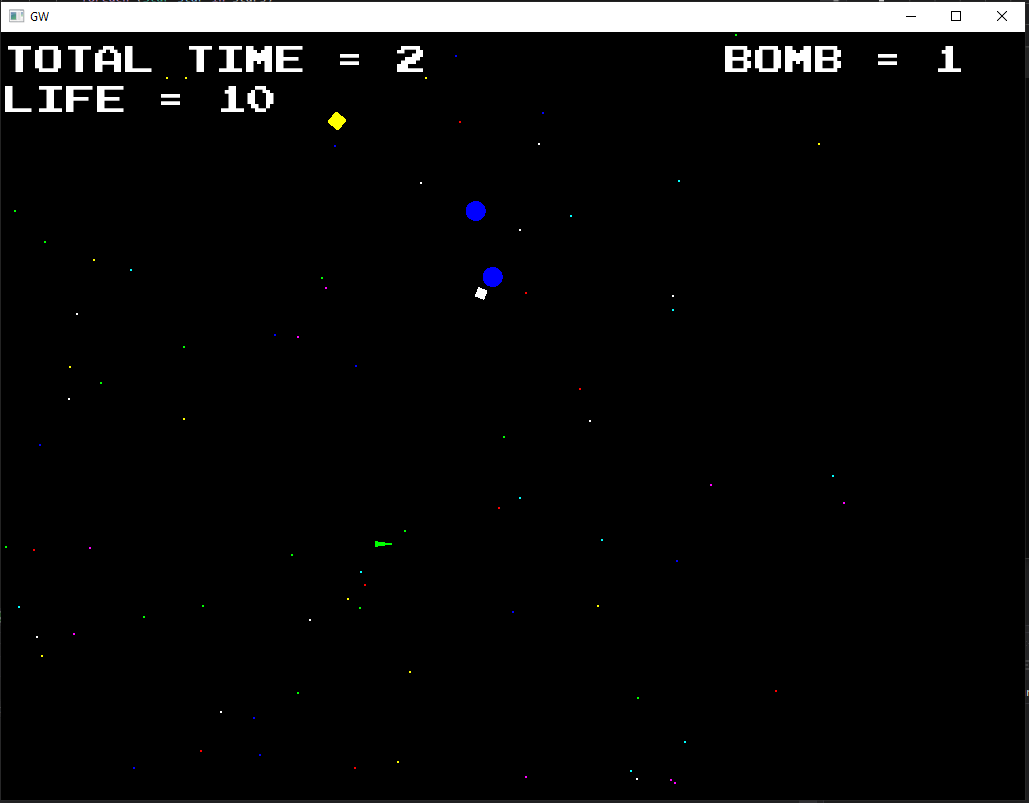 GW
TOTAL TIME = 2 BOMB = 1
LIFE = 10